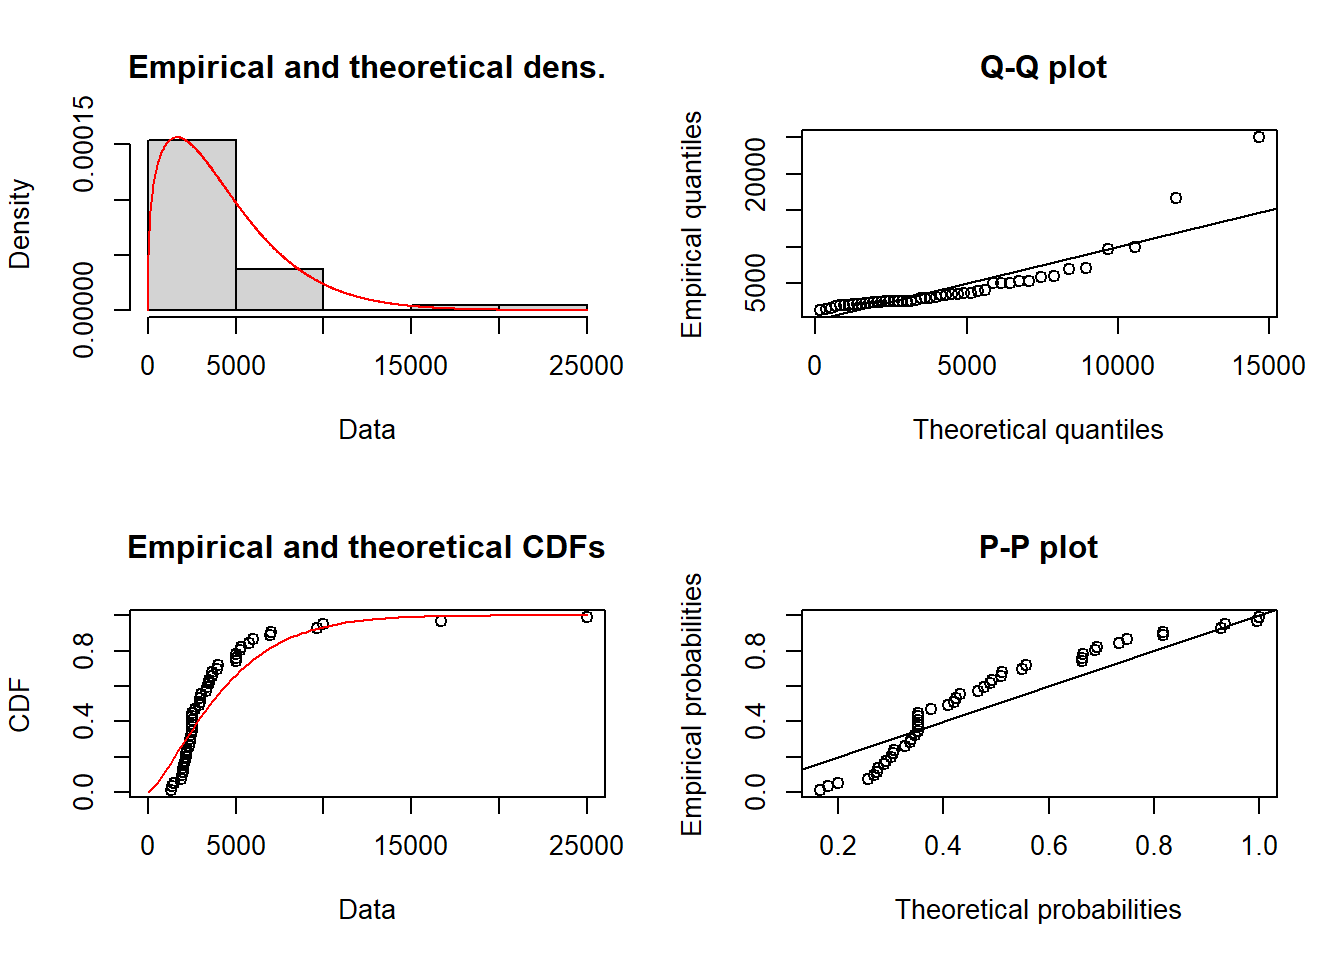 Empirical and theoretical dens.
Density
0.00000 0.00015
0 5000 15000 25000
Data
Q-Q plot
Empirical quantiles
5000 20000
0 5000 10000 15000
Theoretical quantiles
Empirical and theoretical CDFs
CDF
0.0 0.4 0.8
0 5000 15000 25000
Data
P-P plot
Empirical probabilities
0.0 0.4 0.8
0.2 0.4 0.6 0.8 1.0
Theoretical probabilities